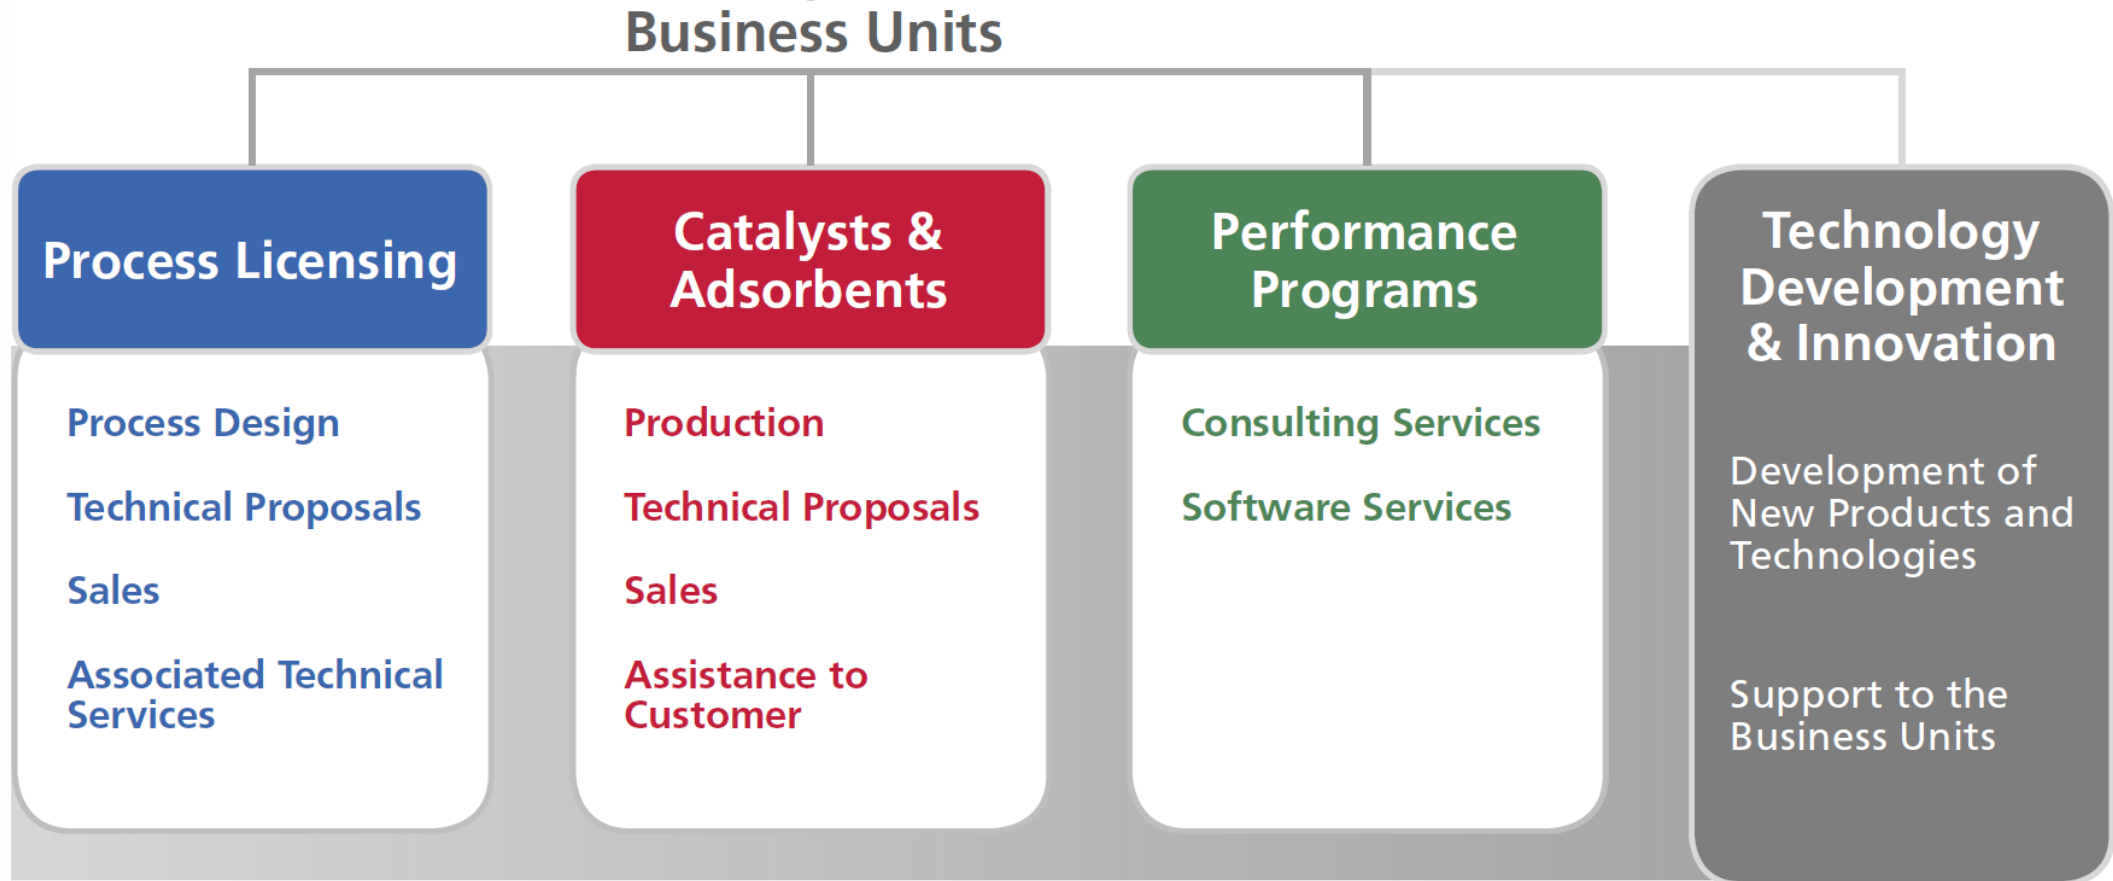 Business Units
Process Licensing
Process Design
Technical Proposals
Sales
Associated Technical
Services
Catalysts &
Adsorbents
Production
Technical Proposals
Sales
Assistance to
Customer
Performance
Programs
Consulting Services
Software Services
Technology
Development
& Innovation
Development of
New Products and
Technologies
Support to the
Business Units